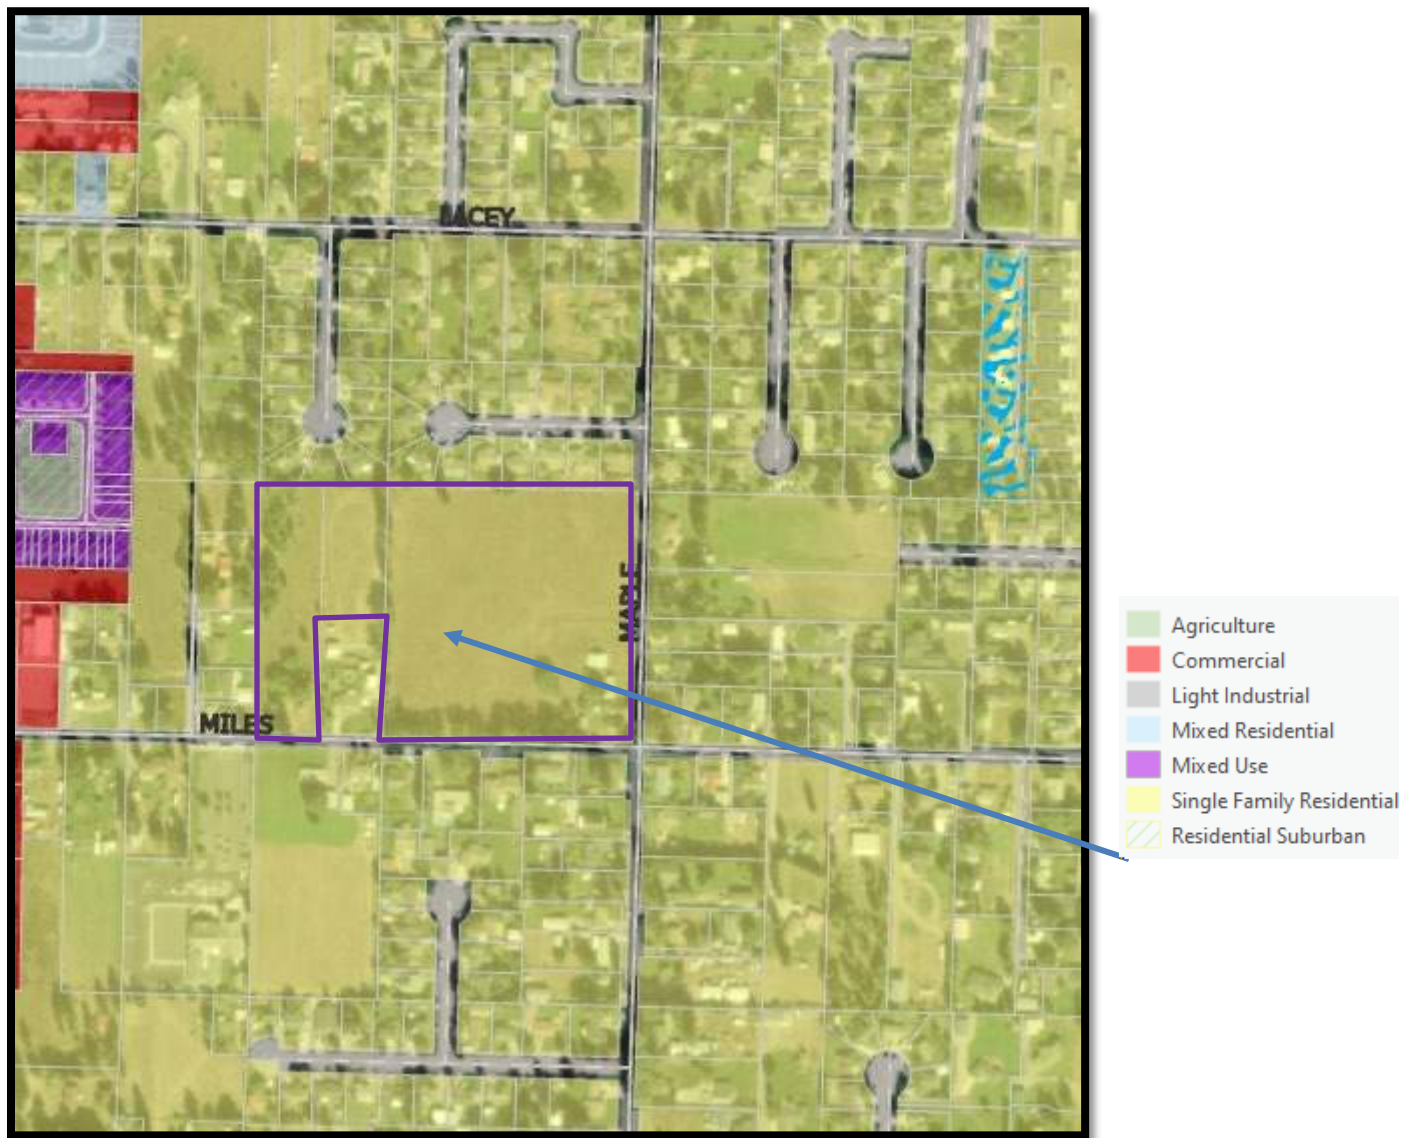 LACEY
MAPLE
MILES
Agriculture
Commercial
Light Industrial
Mixed Residential
Mixed Use
Single Family Residential
Residential Suburban